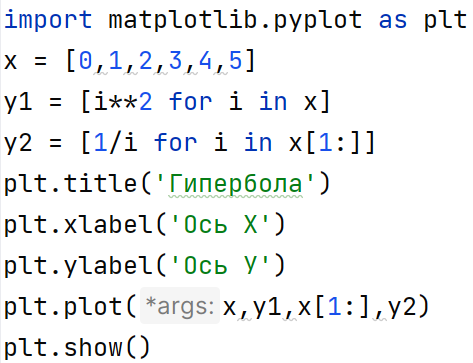 import matplotlib.pyplot as plt
x = [0,1,2,3,4,5]
y1 = [i**2 for i in x]
y2 = [1/i for i in x[1:]]
plt.title('Гипербола')
plt.xlabel('Ось X')
plt.ylabel('Ось У')
plt.plot(*args: x,y1,x[1:],y2)
plt.show()